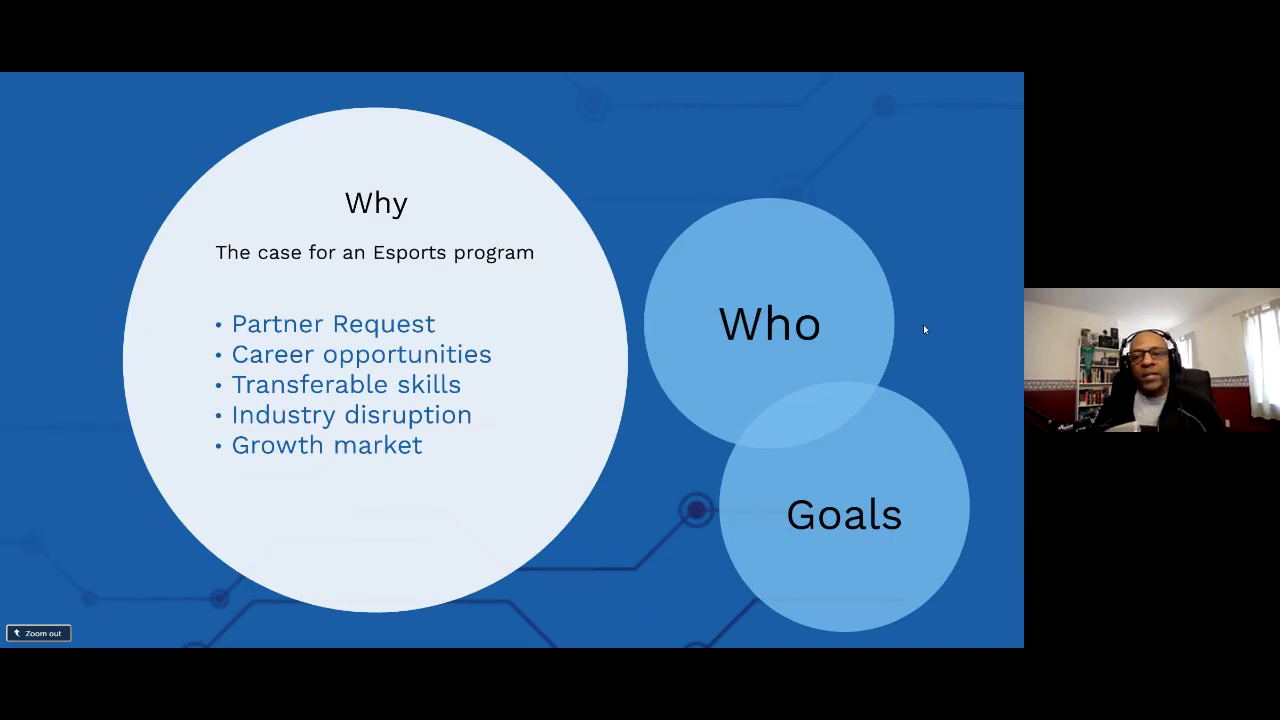 Why
The case for an Esports program
• Partner Request
• Career opportunities
• Transferable skills
• Industry disruption
• Growth market
Who
Goals
Zoom out